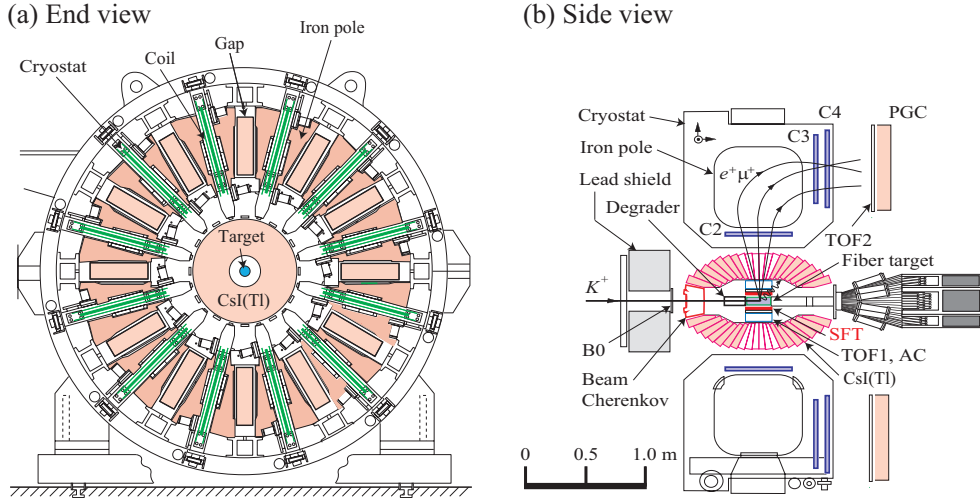 (a) End view
Iron pole
Gap
Coil
Cryostat
Target
CsI(Tl)
(b) Side view
C4
PGC
Cryostat
C3
Iron pole
e⁺ μ⁺
Lead shield
Degrader
C2
TOF2
Fiber target
K⁺
SFT
B0
TOF1, AC
Beam
Cherenkov
CsI(Tl)
0 0.5 1.0 m